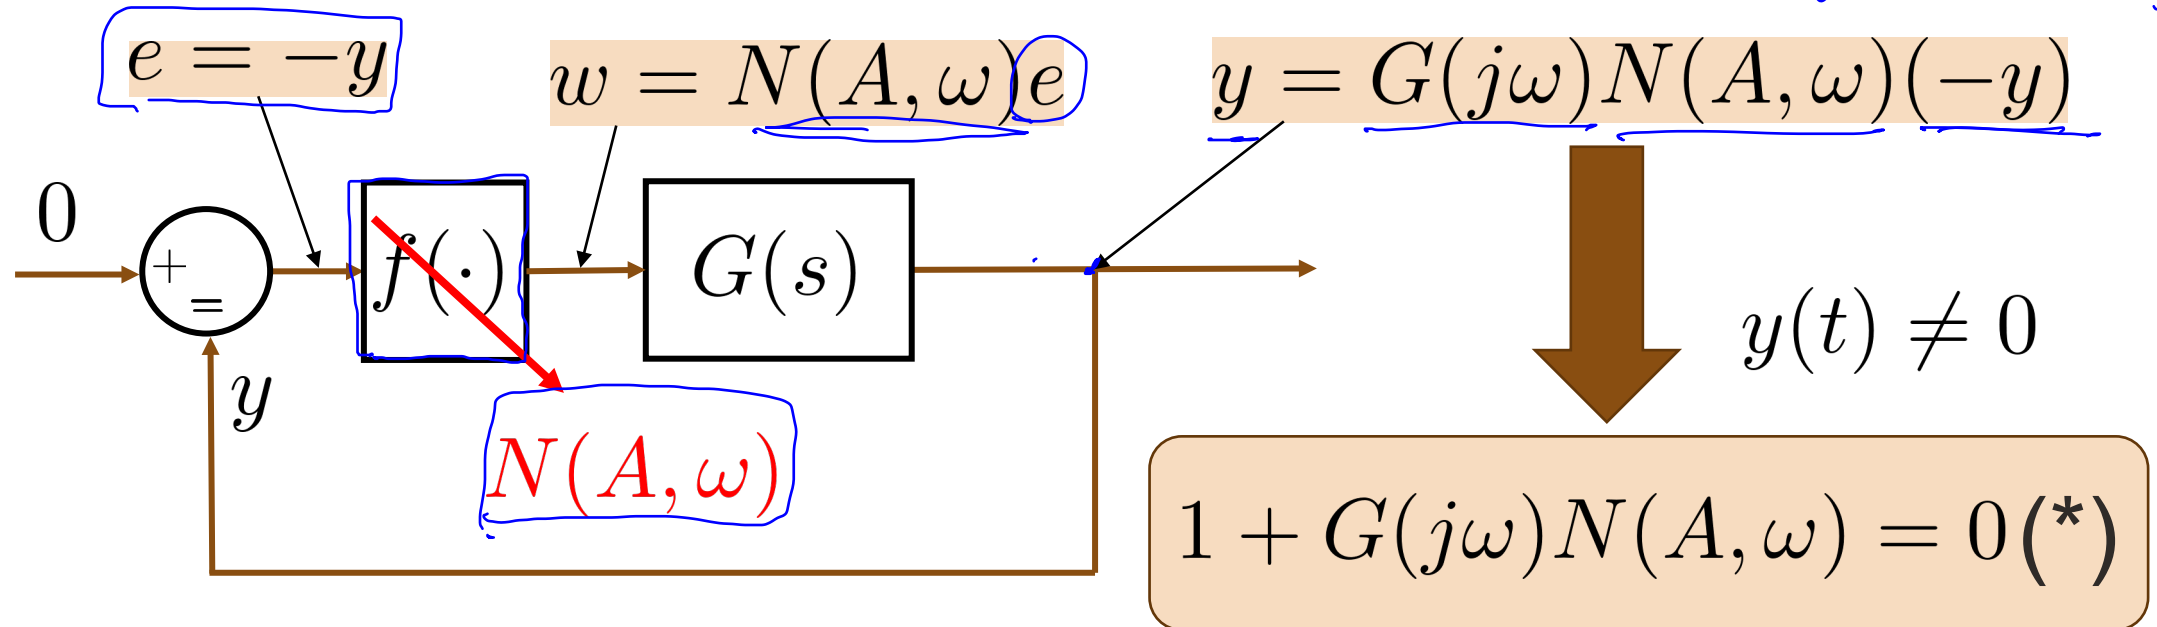 e = −y
w = N(A, ω)e
y = G(jω)N(A, ω)(−y)
0
+
f(·)
G(s)
y(t) ≠ 0
y
N(A, ω)
1 + G(jω)N(A, ω) = 0(*)